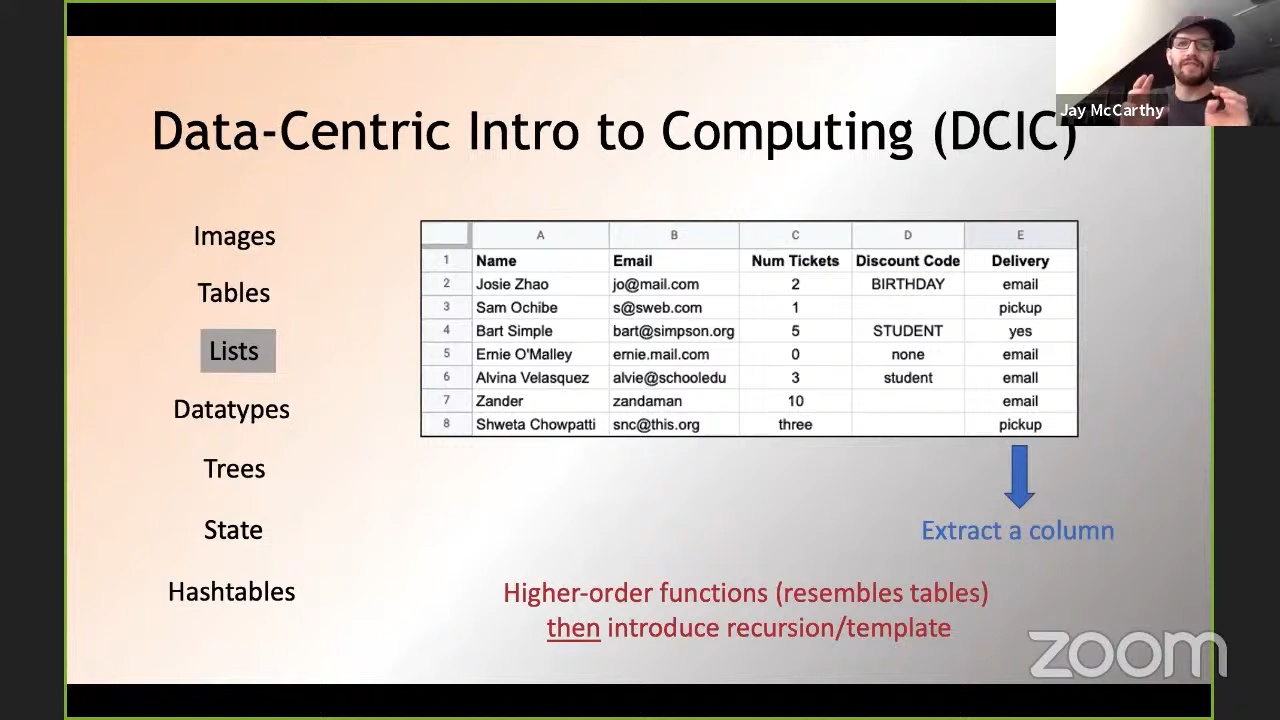 Jay McCarthy
Data-Centric Intro to Computing (DCIC)
Images
Tables
Lists
Datatypes
Trees
State
Hashtables
A B C D E
1 Name Email Num Tickets Discount Code Delivery
2 Josie Zhao jo@mail.com 2 BIRTHDAY email
3 Sam Ochibe s@sweb.com 1 pickup
4 Bart Simple bart@simpson.org 5 STUDENT yes
5 Ernie O'Malley ernie.mail.com 0 none email
6 Alvina Velasquez alvie@schooledu 3 student emall
7 Zander zandaman 10 email
8 Shweta Chowpatti snc@this.org three pickup
Extract a column
Higher-order functions (resembles tables)
then introduce recursion/template
zoom